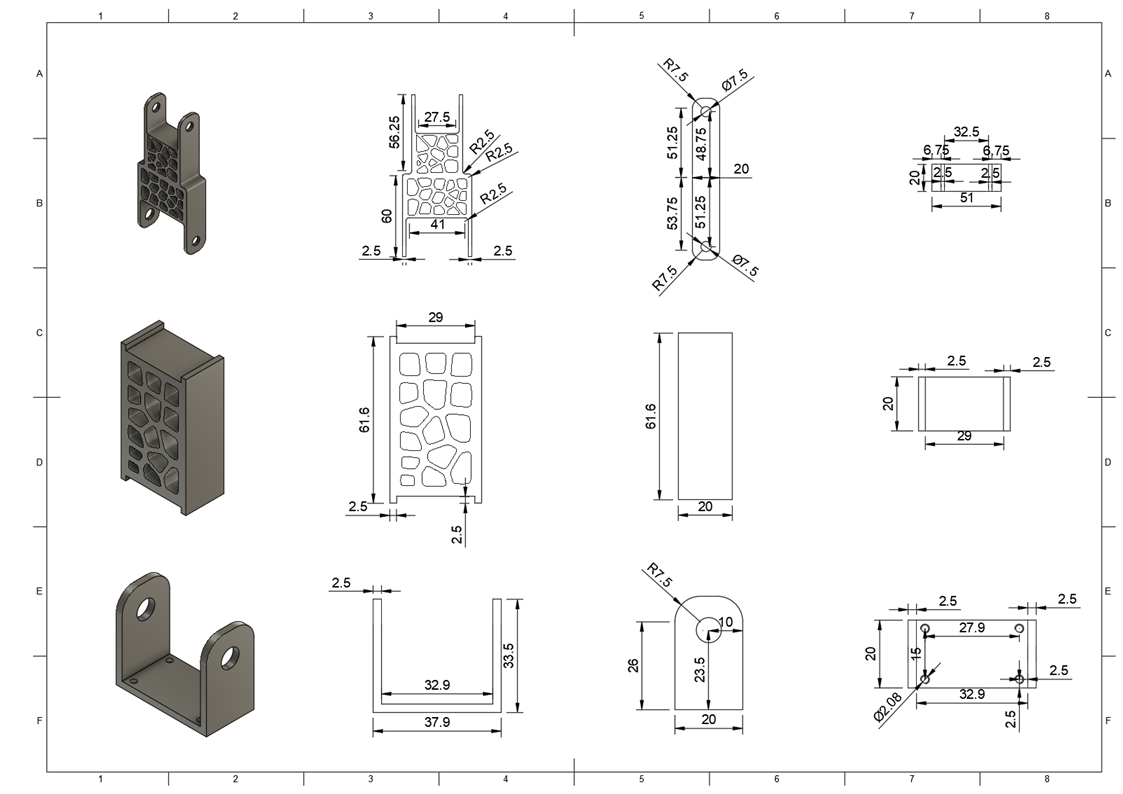 1 2 3 4 5 6 7 8
A A
R7.5 Ø7.5
27.5
56.25 R2.5 51.25 48.75 32.5
R2.5 6,75 6,75
20 20 2.5 2.5
B R2.5 B
60 41 53.75 51.25 51
2.5 2.5 R7.5 Ø7.5
C 29 C
2.5 2.5
61.6 61.6 20
29
D D
2.5 20
2.5
E 2.5 R7.5 2.5 2.5 E
10 27.9
33.5 26 23.5 20 15
32.9 2.5
32.9
F 37.9 20 Ø2.08 2.5 F
1 2 3 4 5 6 7 8